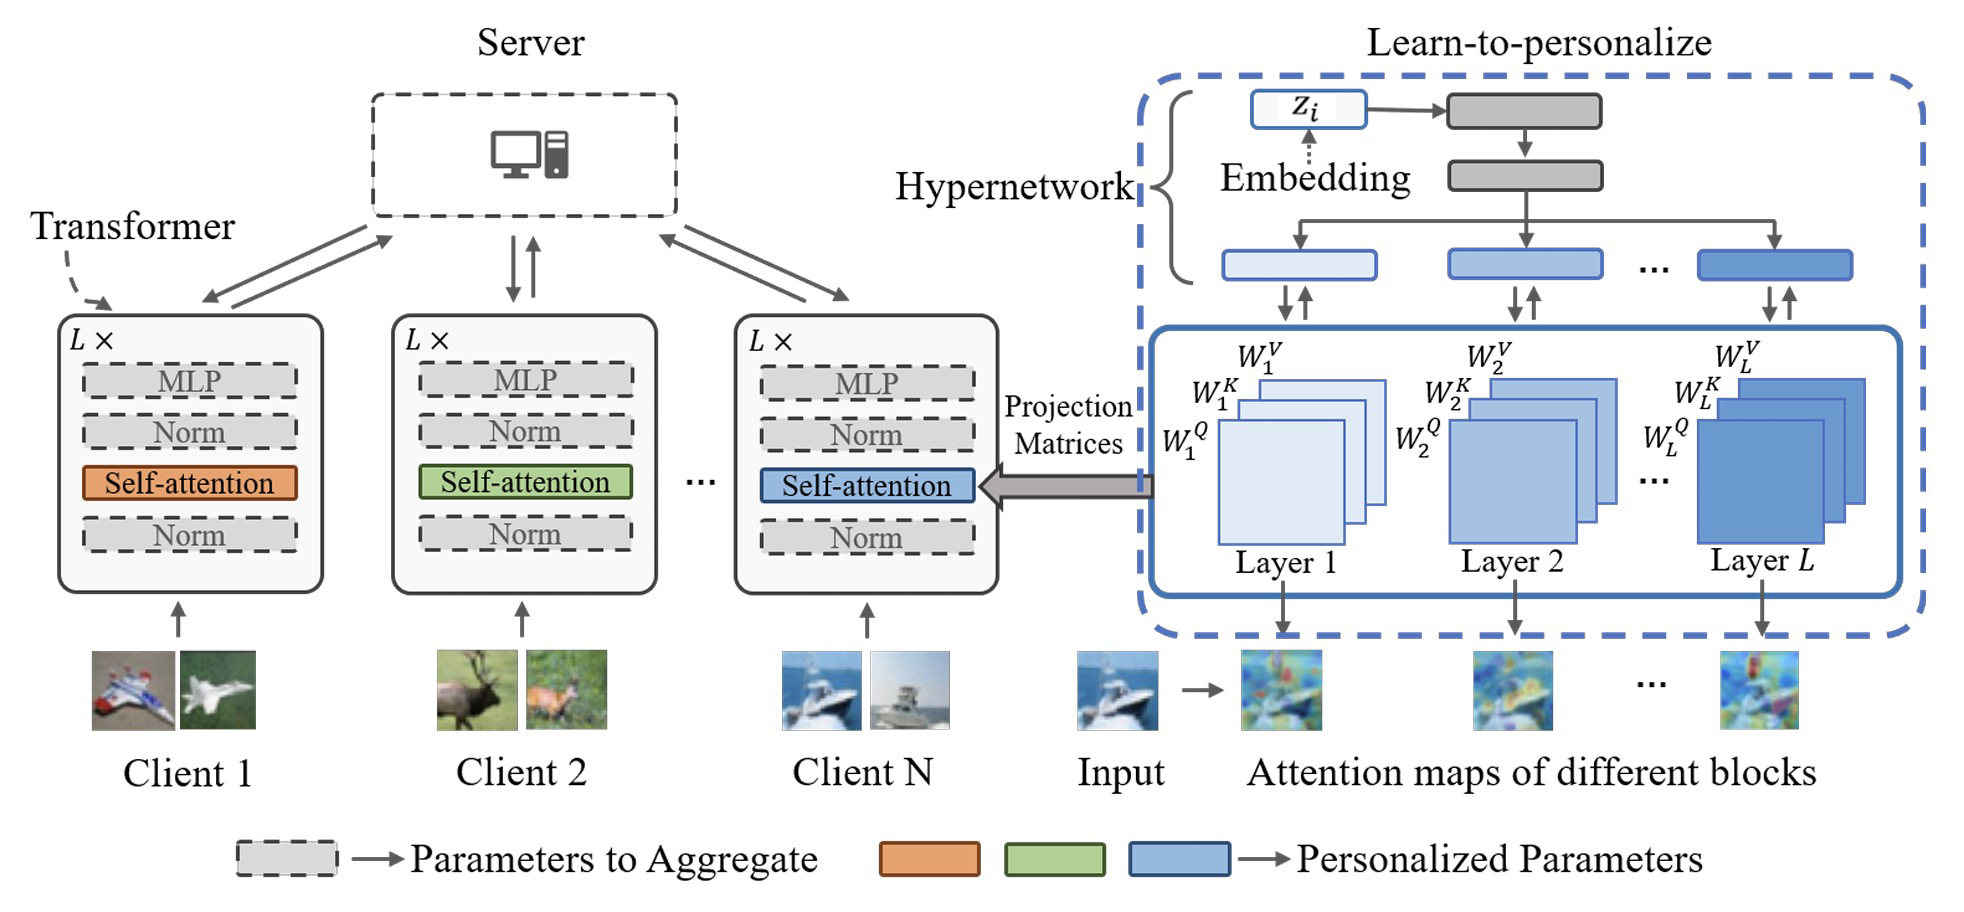 Server
Learn-to-personalize
z_i
Embedding
Hypernetwork
Transformer
L ×
MLP
Norm
Self-attention
Norm
L ×
MLP
Norm
Self-attention
Norm
...
L ×
MLP
Norm
Self-attention
Norm
Projection
Matrices
...
W_1^V
W_1^K
W_1^Q
Layer 1
W_2^V
W_2^K
W_2^Q
Layer 2
...
W_L^V
W_L^K
W_L^Q
Layer L
...
Client 1
Client 2
Client N
Input
Attention maps of different blocks
Parameters to Aggregate
Personalized Parameters